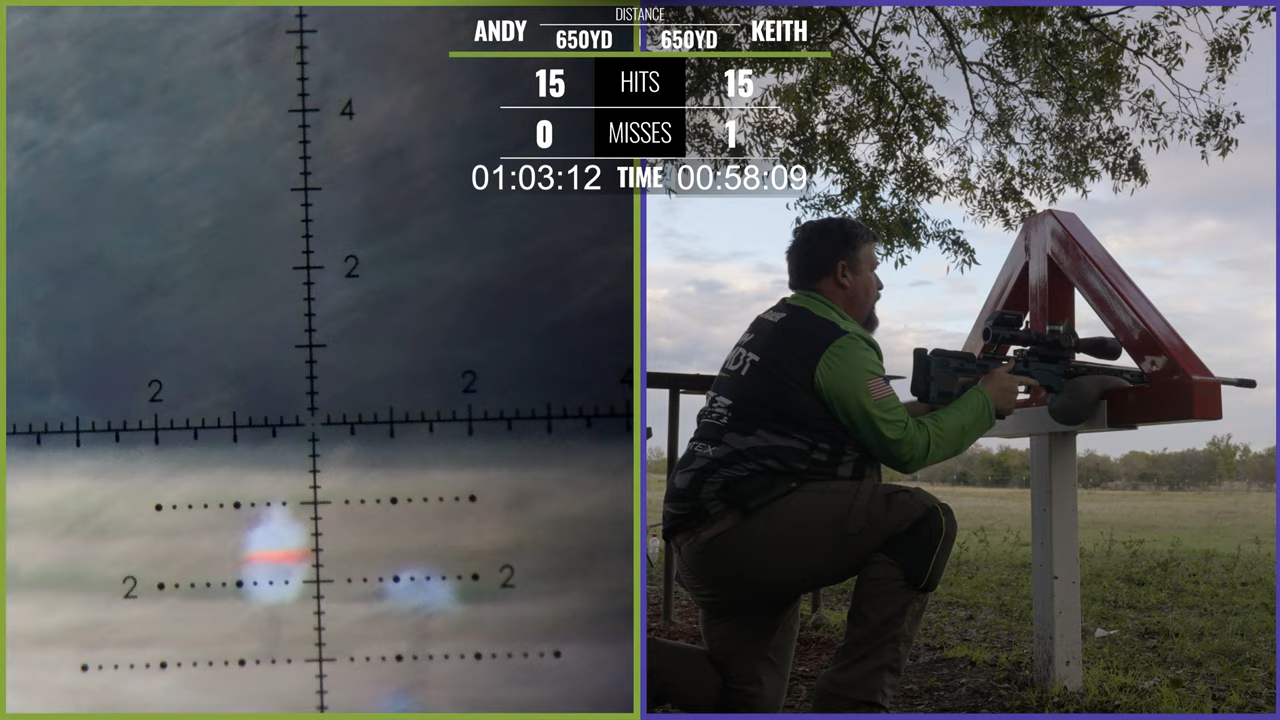 DISTANCE
ANDY 650YD 650YD KEITH
15 HITS 15
0 MISSES 1
01:03:12 TIME 00:58:09
4
2
2 2
2 2